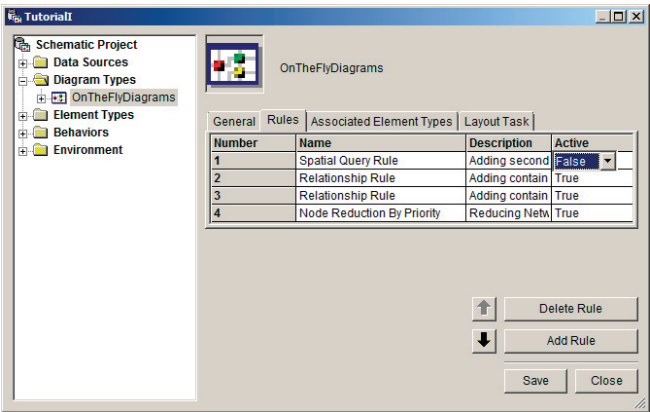 TutorialI
Schematic Project
Data Sources
Diagram Types
OnTheFlyDiagrams
Element Types
Behaviors
Environment
OnTheFlyDiagrams
General Rules Associated Element Types Layout Task
Number Name Description Active
1 Spatial Query Rule Adding second False
2 Relationship Rule Adding contain True
3 Relationship Rule Adding contain True
4 Node Reduction By Priority Reducing Netw True
Delete Rule
Add Rule
Save Close